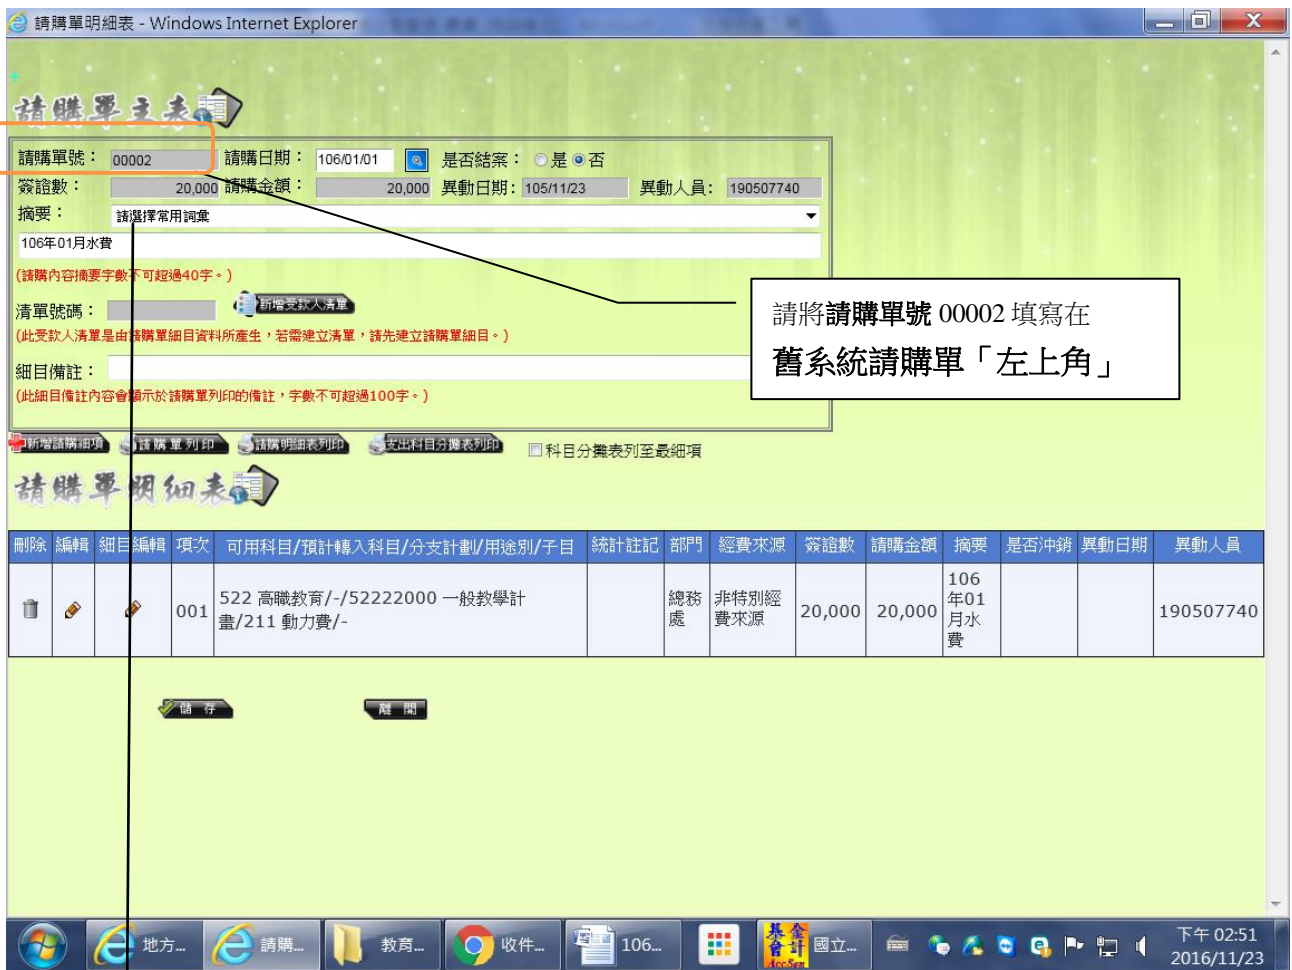 請購單明細表 - Windows Internet Explorer
請購單主表
請購單號： 00002 請購日期： 106/01/01 是否結案： 是 否
簽證數： 20,000 請購金額： 20,000 異動日期: 105/11/23 異動人員: 190507740
摘要： 請選擇常用詞彙
106年01月水費
(請購內容摘要字數不可超過40字。)
清單號碼： 新增受款人清單
(此受款人清單是由請購單細目資料所產生，若需建立清單，請先建立請購單細目。)
細目備註：
(此細目備註內容會顯示於請購單列印的備註，字數不可超過100字。)
請將請購單號 00002 填寫在
舊系統請購單「左上角」
新增請購細項 請購單列印 請購明細表列印 支出科目分攤表列印 科目分攤表列至最細項
請購單明細表
刪除 編輯 細目編輯 項次 可用科目/預計轉入科目/分支計劃/用途別/子目 統計註記 部門 經費來源 簽證數 請購金額 摘要 是否沖銷 異動日期 異動人員
001 522 高職教育/-/52222000 一般教學計畫/211 動力費/- 總務處 非特別經費來源 20,000 20,000 106年01月水費 190507740
儲 存 離 開
地方... 請購... 教育... 收件... 106... 基金會計 國立... 下午 02:51
2016/11/23